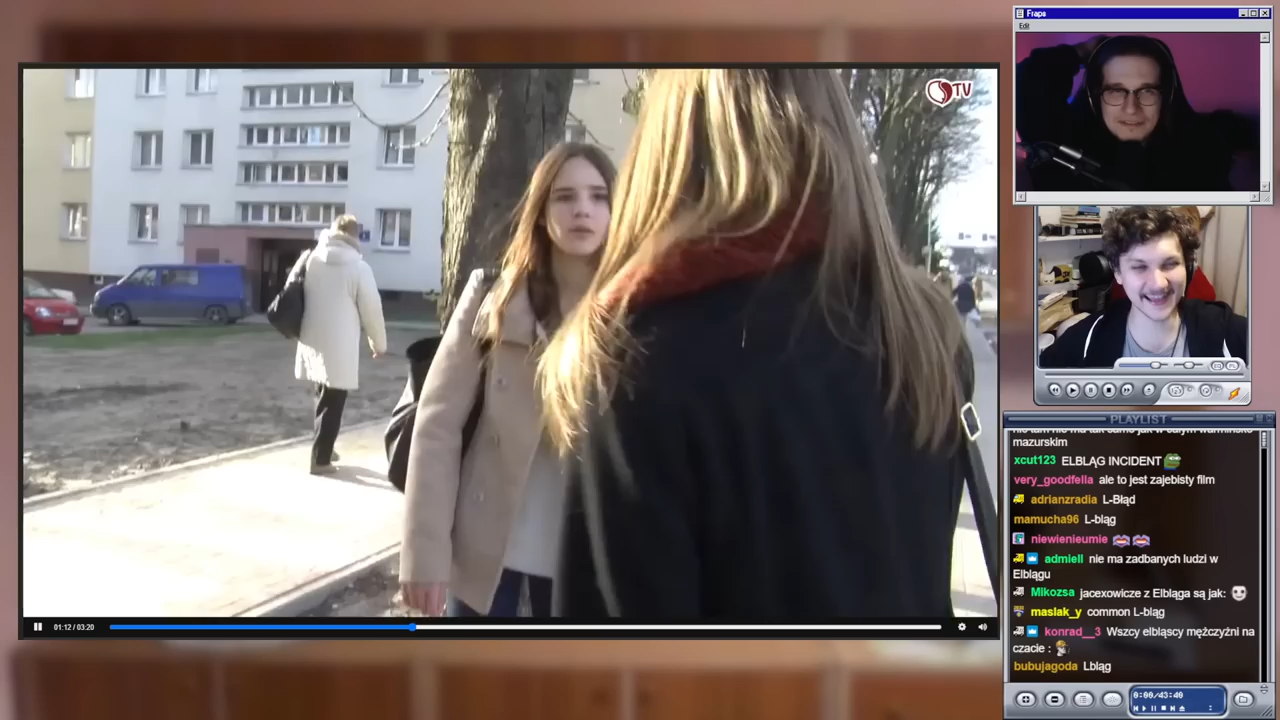 TV
01:12 / 03:20
Fraps
Edit
PLAYLIST
mazurskim
xcut123 ELBLĄG INCIDENT
very_goodfella ale to jest zajebisty film
adrianzradia L-Błąd
mamucha96 L-bląg
niewienieumie
admiell nie ma zadbanych ludzi w
Elblągu
Mikozsa jacexowicze z Elbląga są jak:
maslak_y common L-bląg
konrad__3 Wszcy elbląscy mężczyźni na
czacie :
bubujagoda Lbląg
0:00/43:40